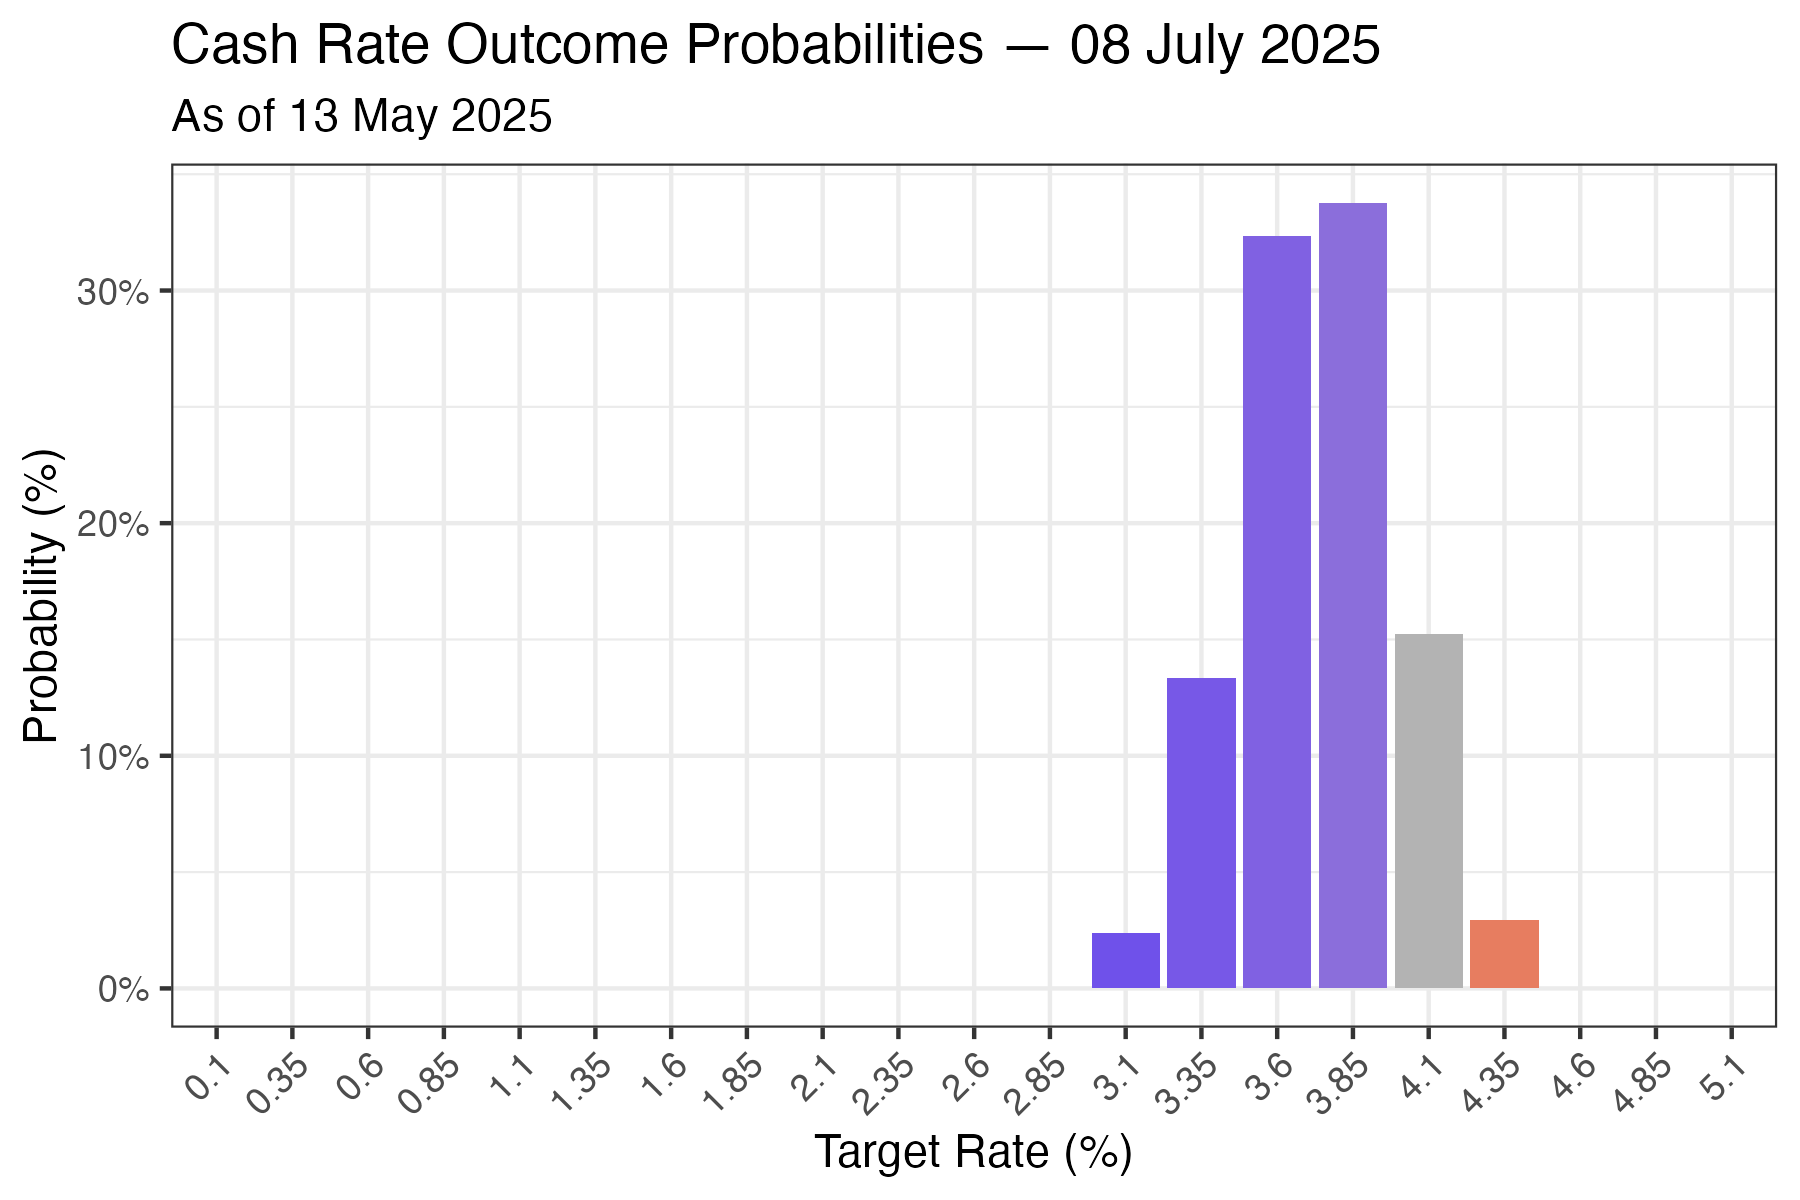 Cash Rate Outcome Probabilities — 08 July 2025
As of 13 May 2025
Probability (%)
30%
20%
10%
0%
0.1 0.35 0.6 0.85 1.1 1.35 1.6 1.85 2.1 2.35 2.6 2.85 3.1 3.35 3.6 3.85 4.1 4.35 4.6 4.85 5.1
Target Rate (%)